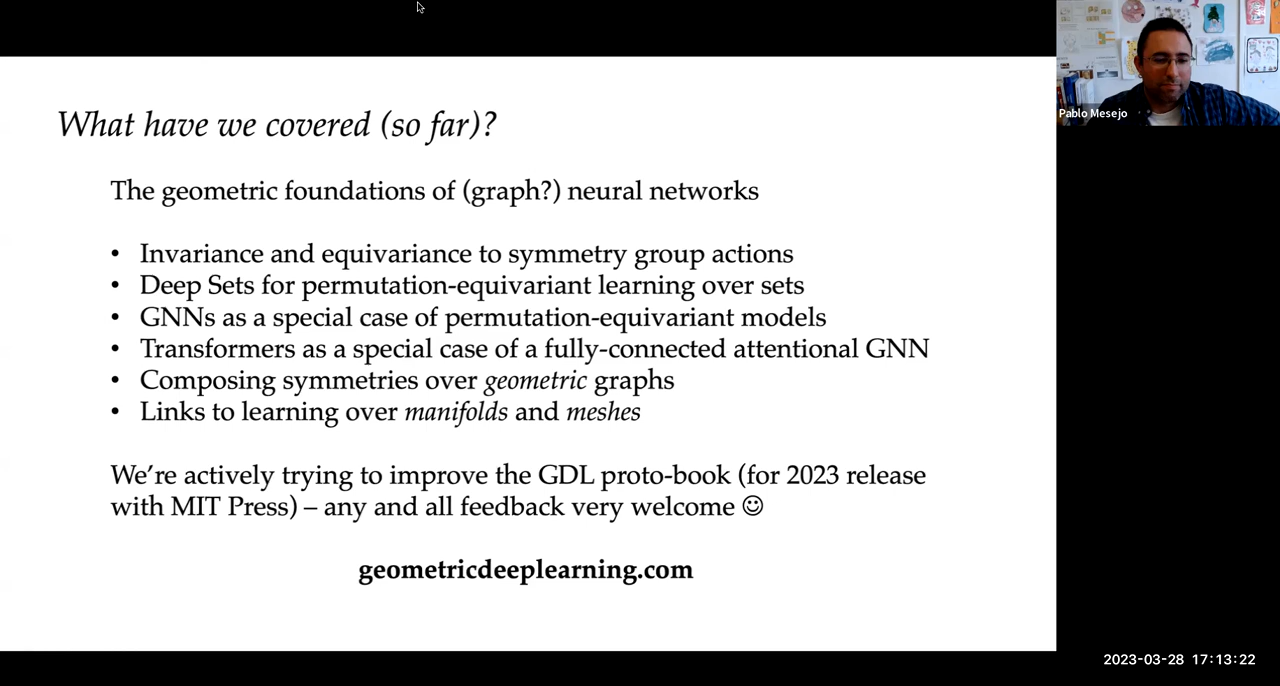 What have we covered (so far)?
The geometric foundations of (graph?) neural networks
• Invariance and equivariance to symmetry group actions
• Deep Sets for permutation-equivariant learning over sets
• GNNs as a special case of permutation-equivariant models
• Transformers as a special case of a fully-connected attentional GNN
• Composing symmetries over geometric graphs
• Links to learning over manifolds and meshes
We’re actively trying to improve the GDL proto-book (for 2023 release
with MIT Press) – any and all feedback very welcome ☺
geometricdeeplearning.com
Pablo Mesejo
2023-03-28 17:13:22